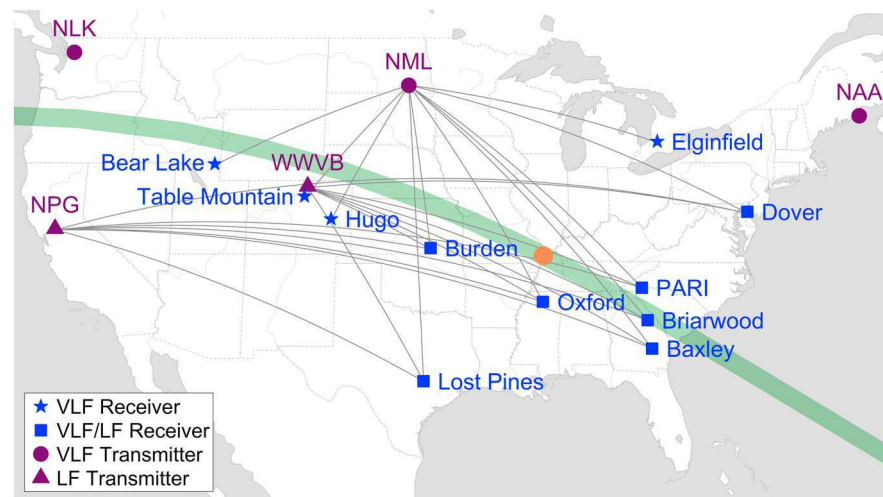 NLK
NML
NAA
Elginfield
Bear Lake
WWVB
Table Mountain
NPG
Hugo
Dover
Burden
PARI
Oxford
Briarwood
Baxley
Lost Pines
VLF Receiver
VLF/LF Receiver
VLF Transmitter
LF Transmitter